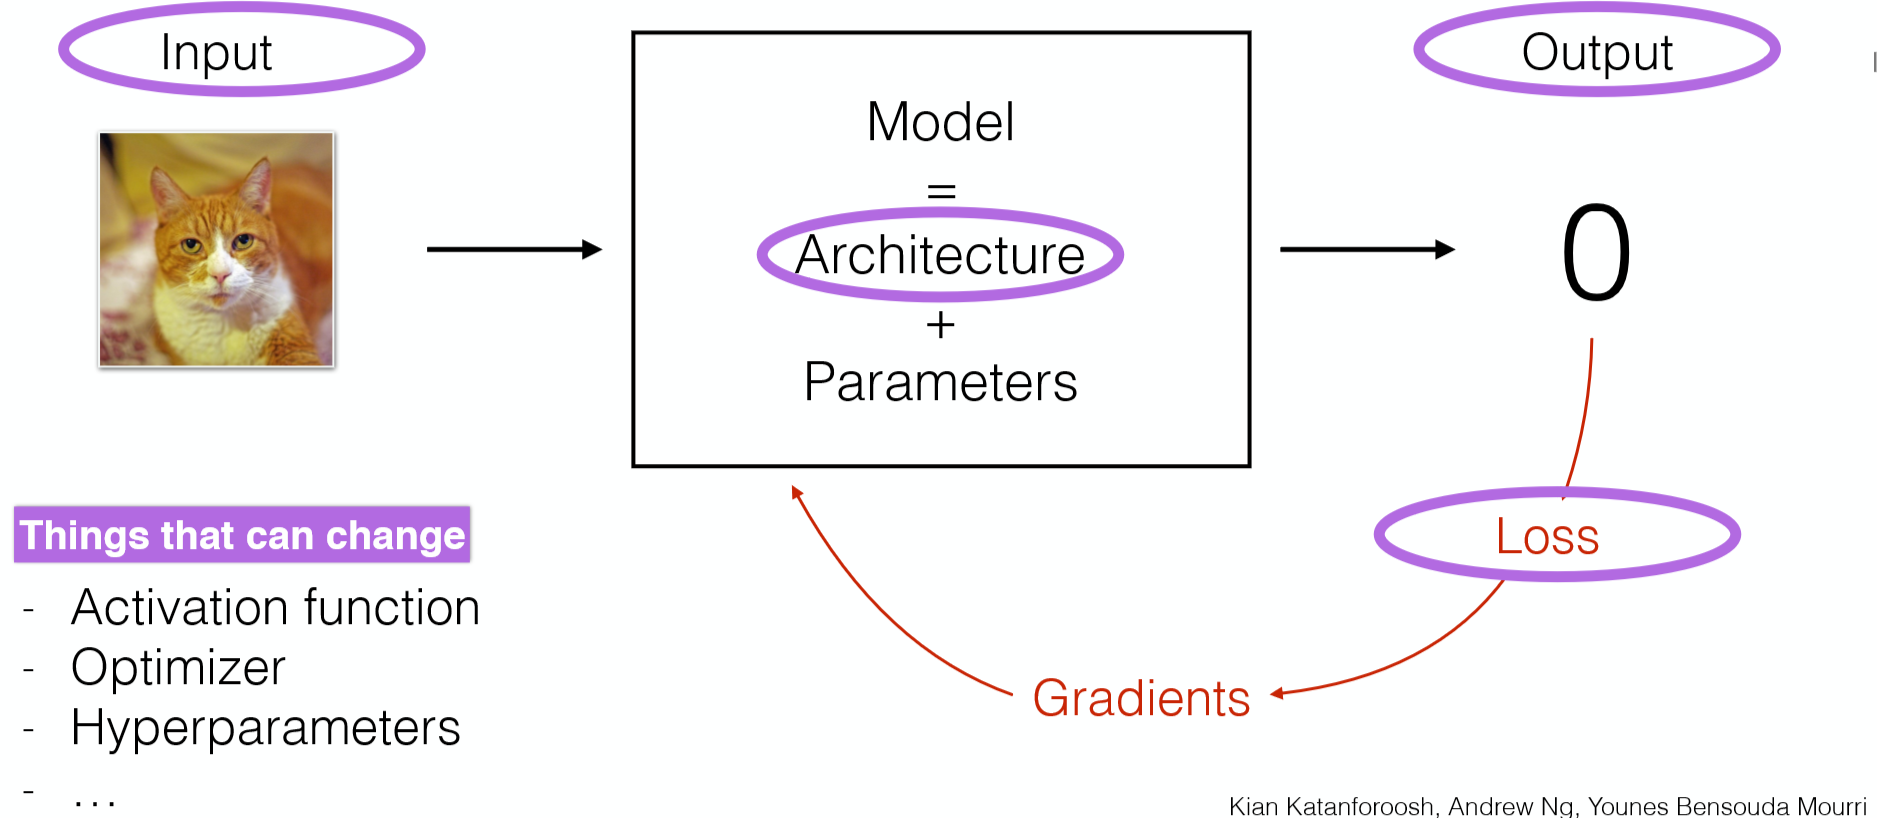 Input
Output
Model
=
Architecture
+
Parameters
0
Loss
Gradients
Things that can change
- Activation function
- Optimizer
- Hyperparameters
- ...
Kian Katanforoosh, Andrew Ng, Younes Bensouda Mourri